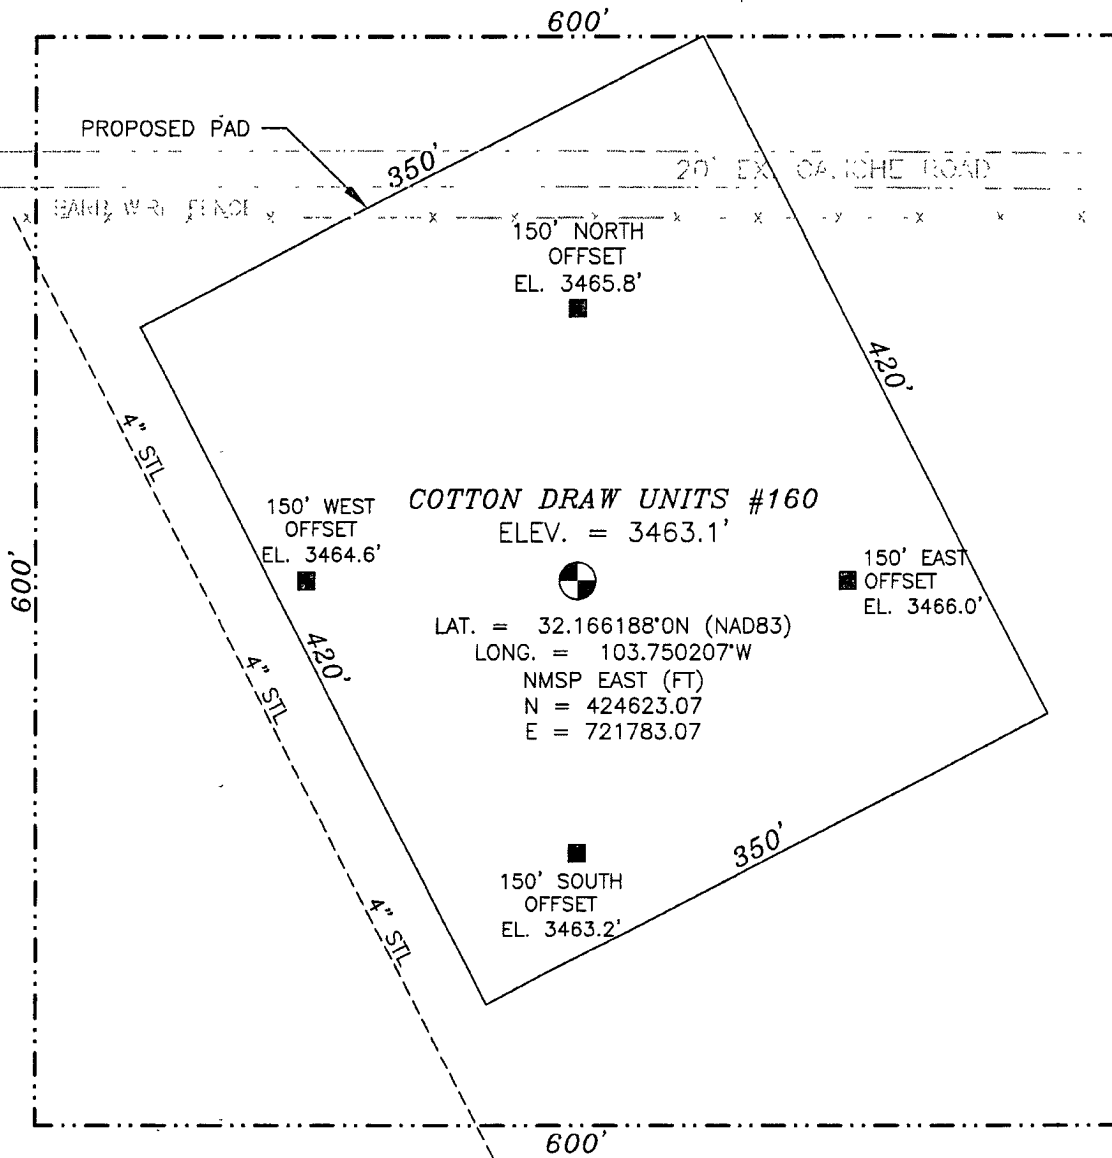 600'
PROPOSED PAD
350'
20' EX. CALICHE ROAD
BARB WIRE FENCE
150' NORTH
OFFSET
EL. 3465.8'
420'
4" STL
COTTON DRAW UNITS #160
ELEV. = 3463.1'
150' WEST
OFFSET
EL. 3464.6'
150' EAST
OFFSET
EL. 3466.0'
600'
LAT. = 32.166188°0N (NAD83)
LONG. = 103.750207°W
NMSP EAST (FT)
N = 424623.07
E = 721783.07
420'
4" STL
350'
150' SOUTH
OFFSET
EL. 3463.2'
4" STL
600'